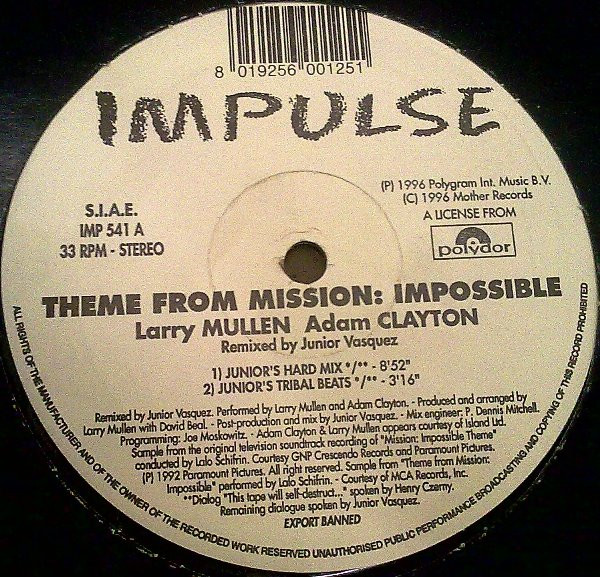 8 019256 001251
IMPULSE
(P) 1996 Polygram Int. Music B.V.
(C) 1996 Mother Records
A LICENSE FROM
polydor
S.I.A.E.
IMP 541 A
33 RPM - STEREO
THEME FROM MISSION: IMPOSSIBLE
Larry MULLEN Adam CLAYTON
Remixed by Junior Vasquez
1) JUNIOR'S HARD MIX */** - 8'52"
2) JUNIOR'S TRIBAL BEATS */** - 3'16"
Remixed by Junior Vasquez. Performed by Larry Mullen and Adam Clayton. - Produced and arranged by
Larry Mullen with David Beal. - Post-production and mix by Junior Vasquez. - Mix engineer: P. Dennis Mitchell.
Programming: Joe Moskowitz. - Adam Clayton & Larry Mullen appears courtesy of Island Ltd.
Sample from the original television soundtrack recording of "Mission: Impossible Theme"
conducted by Lalo Schifrin. Courtesy GNP Crescendo Records and Paramount Pictures.
(P) 1992 Paramount Pictures. All right reserved. Sample from "Theme from Mission:
Impossible" performed by Lalo Schifrin. - Courtesy of MCA Records, Inc.
**Dialog "This tape will self-destruct..." spoken by Henry Czerny.
Remaining dialogue spoken by Junior Vasquez.
EXPORT BANNED
ALL RIGHTS OF THE MANUFACTURER AND OF THE OWNER OF THE RECORDED WORK RESERVED UNAUTHORISED PUBLIC PERFORMANCE BROADCASTING AND COPYING OF THIS RECORD PROHIBITED